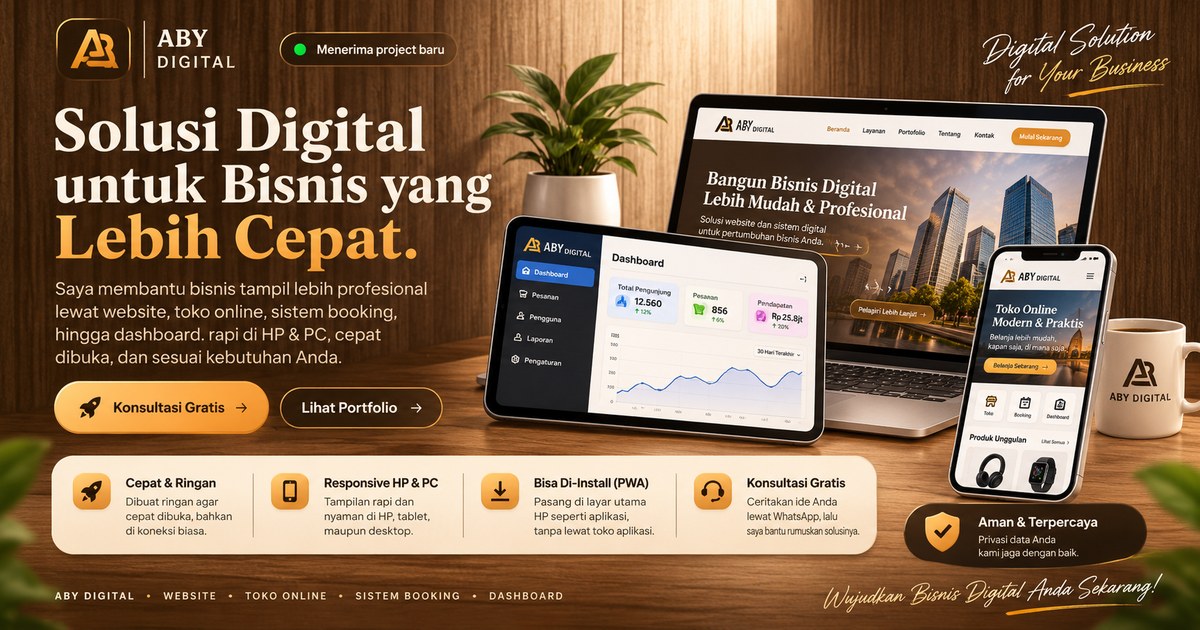 ABY
DIGITAL
Menerima project baru
Digital Solution
for Your Business
Solusi Digital
untuk Bisnis yang
Lebih Cepat.
Saya membantu bisnis tampil lebih profesional
lewat website, toko online, sistem booking,
hingga dashboard. rapi di HP & PC, cepat
dibuka, dan sesuai kebutuhan Anda.
Konsultasi Gratis →
Lihat Portfolio →
ABY DIGITAL
Beranda
Layanan
Portofolio
Tentang
Kontak
Mulai Sekarang
Bangun Bisnis Digital
Lebih Mudah & Profesional
Solusi website dan sistem digital
untuk pertumbuhan bisnis Anda.
Pelajari Lebih Lanjut →
ABY DIGITAL
Dashboard
Pesanan
Pengguna
Laporan
Pengaturan
Dashboard
Total Pengunjung
12.560
↑ 12%
Pesanan
856
↑ 6%
Pendapatan
Rp 25.8jt
30 Hari Terakhir
ABY DIGITAL
Toko Online
Modern & Praktis
Belanja lebih mudah,
kapan saja, di mana saja.
Belanja Sekarang →
Toko
Booking
Dashboard
Produk Unggulan
Lihat Semua
ABY DIGITAL
Cepat & Ringan
Dibuat ringan agar
cepat dibuka, bahkan
di koneksi biasa.
Responsive HP & PC
Tampilan rapi dan
nyaman di HP, tablet,
maupun desktop.
Bisa Di-Install (PWA)
Pasang di layar utama
HP seperti aplikasi,
tanpa lewat toko aplikasi.
Konsultasi Gratis
Ceritakan ide Anda
lewat WhatsApp, lalu
saya bantu rumuskan solusinya.
Aman & Terpercaya
Privasi data Anda
kami jaga dengan baik.
ABY DIGITAL • WEBSITE • TOKO ONLINE • SISTEM BOOKING • DASHBOARD
Wujudkan Bisnis Digital Anda Sekarang!